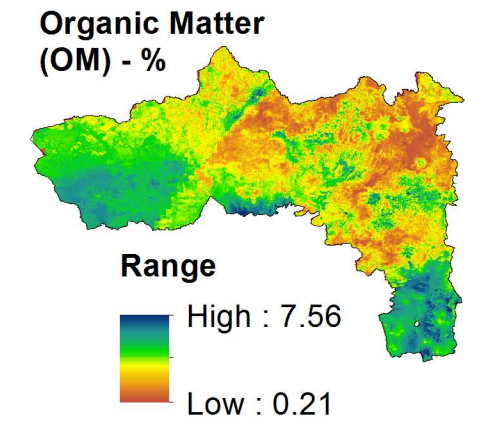 Organic Matter
(OM) - %
Range
High : 7.56
Low : 0.21